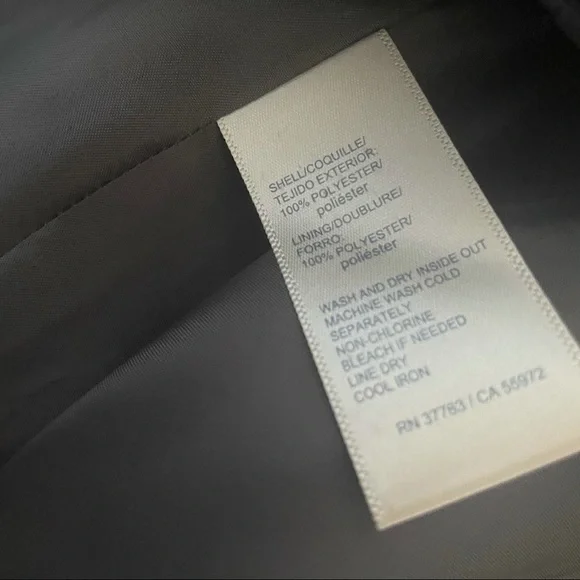 SHELL/COQUILLE/
TEJIDO EXTERIOR:
100% POLYESTER/
poliéster
LINING/DOUBLURE/
FORRO:
100% POLYESTER/
poliéster
WASH AND DRY INSIDE OUT
MACHINE WASH COLD
SEPARATELY
NON-CHLORINE
BLEACH IF NEEDED
LINE DRY
COOL IRON
RN 37783 / CA 55972